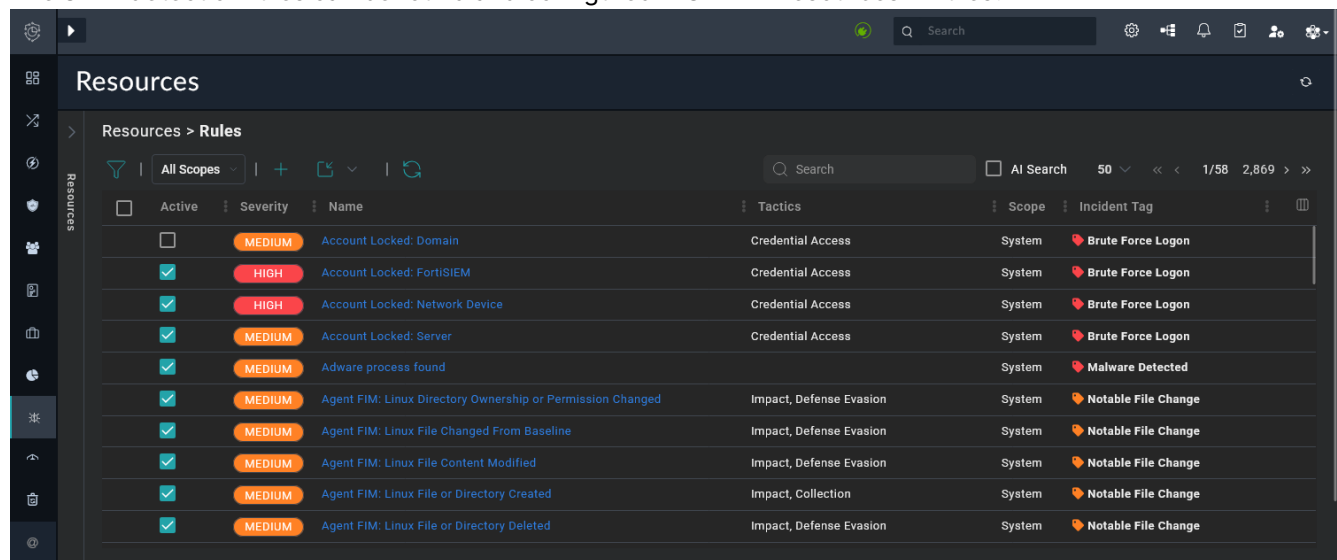 Search
Resources
Resources > Rules
All Scopes
Search
AI Search
50
1/58 2,869
Resources
Active Severity Name Tactics Scope Incident Tag
MEDIUM Account Locked: Domain Credential Access System Brute Force Logon
HIGH Account Locked: FortiSIEM Credential Access System Brute Force Logon
HIGH Account Locked: Network Device Credential Access System Brute Force Logon
MEDIUM Account Locked: Server Credential Access System Brute Force Logon
MEDIUM Adware process found System Malware Detected
MEDIUM Agent FIM: Linux Directory Ownership or Permission Changed Impact, Defense Evasion System Notable File Change
MEDIUM Agent FIM: Linux File Changed From Baseline Impact, Defense Evasion System Notable File Change
MEDIUM Agent FIM: Linux File Content Modified Impact, Defense Evasion System Notable File Change
MEDIUM Agent FIM: Linux File or Directory Created Impact, Collection System Notable File Change
MEDIUM Agent FIM: Linux File or Directory Deleted Impact, Defense Evasion System Notable File Change